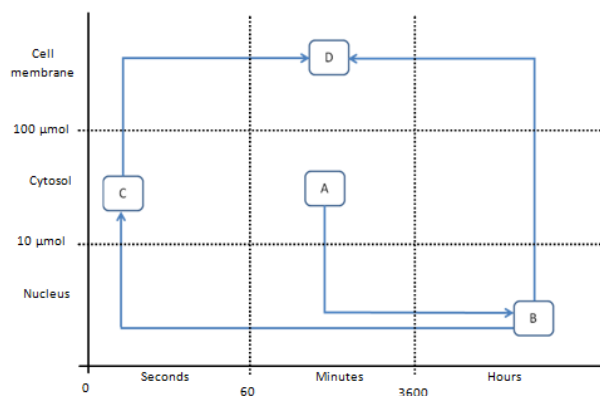 Cell
membrane
D
100 µmol
Cytosol
C
A
10 µmol
Nucleus
B
Seconds
Minutes
Hours
0
60
3600